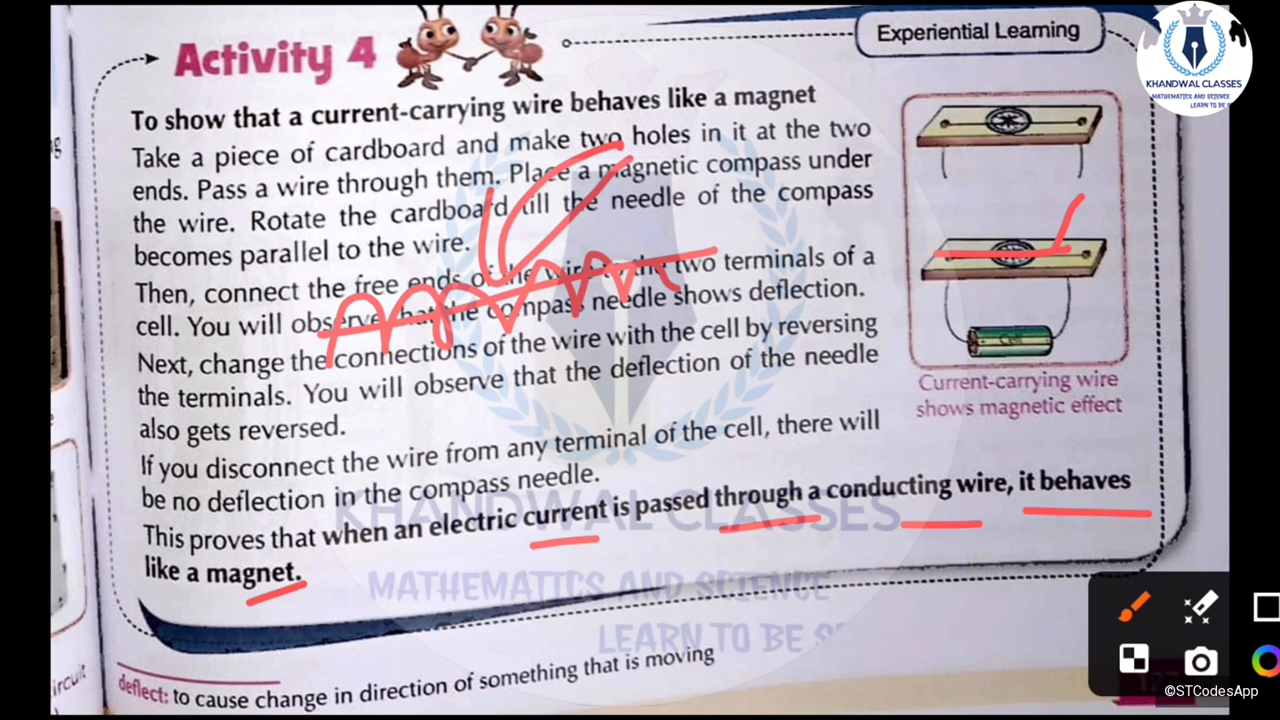 Activity 4
Experiential Learning
KHANDWAL CLASSES
MATHEMATICS AND SCIENCE
To show that a current-carrying wire behaves like a magnet
Take a piece of cardboard and make two holes in it at the two
ends. Pass a wire through them. Place a magnetic compass under
the wire. Rotate the cardboard till the needle of the compass
becomes parallel to the wire.
Then, connect the free ends of the wire to the two terminals of a
cell. You will observe that the compass needle shows deflection.
Next, change the connections of the wire with the cell by reversing
the terminals. You will observe that the deflection of the needle
also gets reversed.
If you disconnect the wire from any terminal of the cell, there will
be no deflection in the compass needle.
This proves that when an electric current is passed through a conducting wire, it behaves
like a magnet.
Current-carrying wire
shows magnetic effect
KHANDWAL CLASSES
MATHEMATICS AND SCIENCE
LEARN TO BE
deflect: to cause change in direction of something that is moving
©STCodesApp